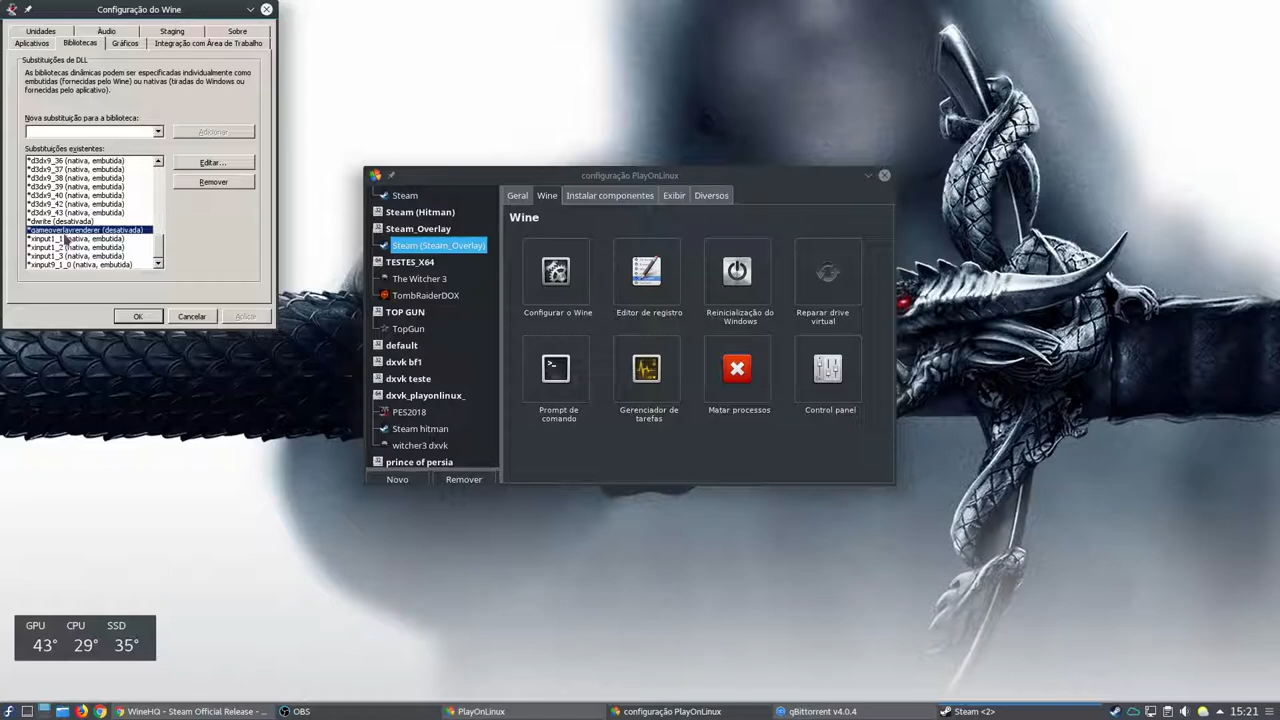 Configuração do Wine
Unidades Áudio Staging Sobre
Aplicativos Bibliotecas Gráficos Integração com Área de Trabalho
Substituições de DLL
As bibliotecas dinâmicas podem ser especificadas individualmente como
embutidas (fornecidas pelo Wine) ou nativas (tiradas do Windows ou
fornecidas pelo aplicativo).
Nova substituição para a biblioteca:
Adicionar
Substituições existentes:
*d3dx9_36 (nativa, embutida)
*d3dx9_37 (nativa, embutida)
*d3dx9_38 (nativa, embutida)
*d3dx9_39 (nativa, embutida)
*d3dx9_40 (nativa, embutida)
*d3dx9_42 (nativa, embutida)
*d3dx9_43 (nativa, embutida)
*dwrite (desativada)
*gameoverlayrenderer (desativada)
*xinput1_1 (nativa, embutida)
*xinput1_2 (nativa, embutida)
*xinput1_3 (nativa, embutida)
*xinput9_1_0 (nativa, embutida)
Editar...
Remover
OK Cancelar Aplicar
configuração PlayOnLinux
Steam
Steam (Hitman)
Steam_Overlay
Steam (Steam_Overlay)
TESTES_X64
The Witcher 3
TombRaiderDOX
TOP GUN
TopGun
default
dxvk bf1
dxvk teste
dxvk_playonlinux_
PES2018
Steam hitman
witcher3 dxvk
prince of persia
Novo Remover
Geral Wine Instalar componentes Exibir Diversos
Wine
Configurar o Wine
Editor de registro
Reinicialização do
Windows
Reparar drive
virtual
Prompt de
comando
Gerenciador de
tarefas
Matar processos
Control panel
GPU CPU SSD
43° 29° 35°
WineHQ - Steam Official Release - ...
OBS
PlayOnLinux
configuração PlayOnLinux
qBittorrent v4.0.4
Steam <2>
15:21